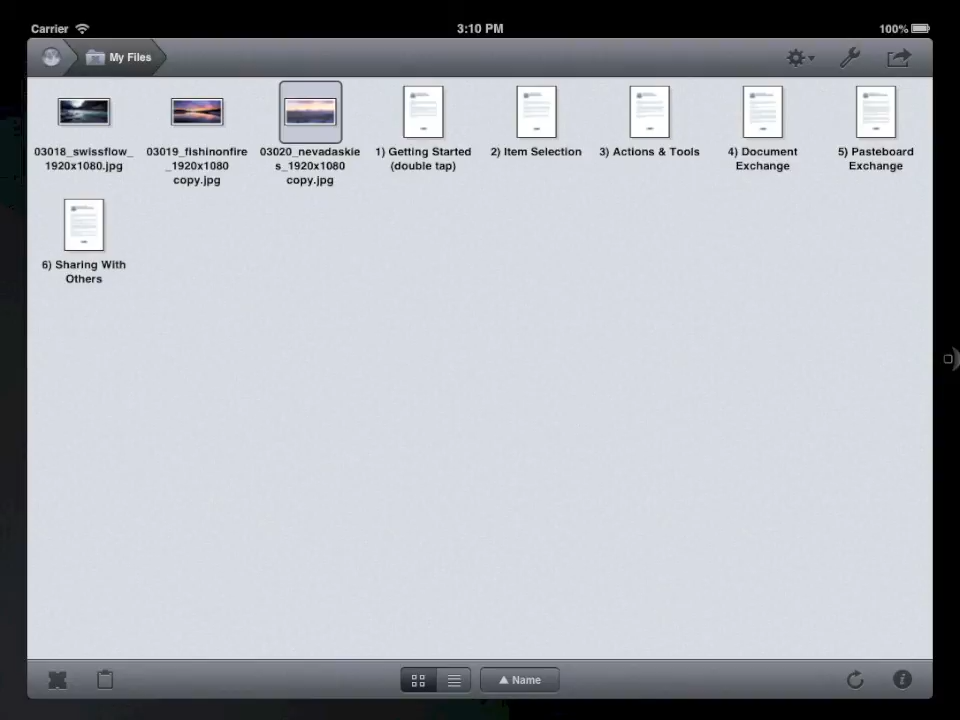 Carrier
3:10 PM
100%
My Files
03018_swissflow_
1920x1080.jpg
03019_fishinonfire
_1920x1080
copy.jpg
03020_nevadaskie
s_1920x1080
copy.jpg
1) Getting Started
(double tap)
2) Item Selection
3) Actions & Tools
4) Document
Exchange
5) Pasteboard
Exchange
6) Sharing With
Others
▲ Name